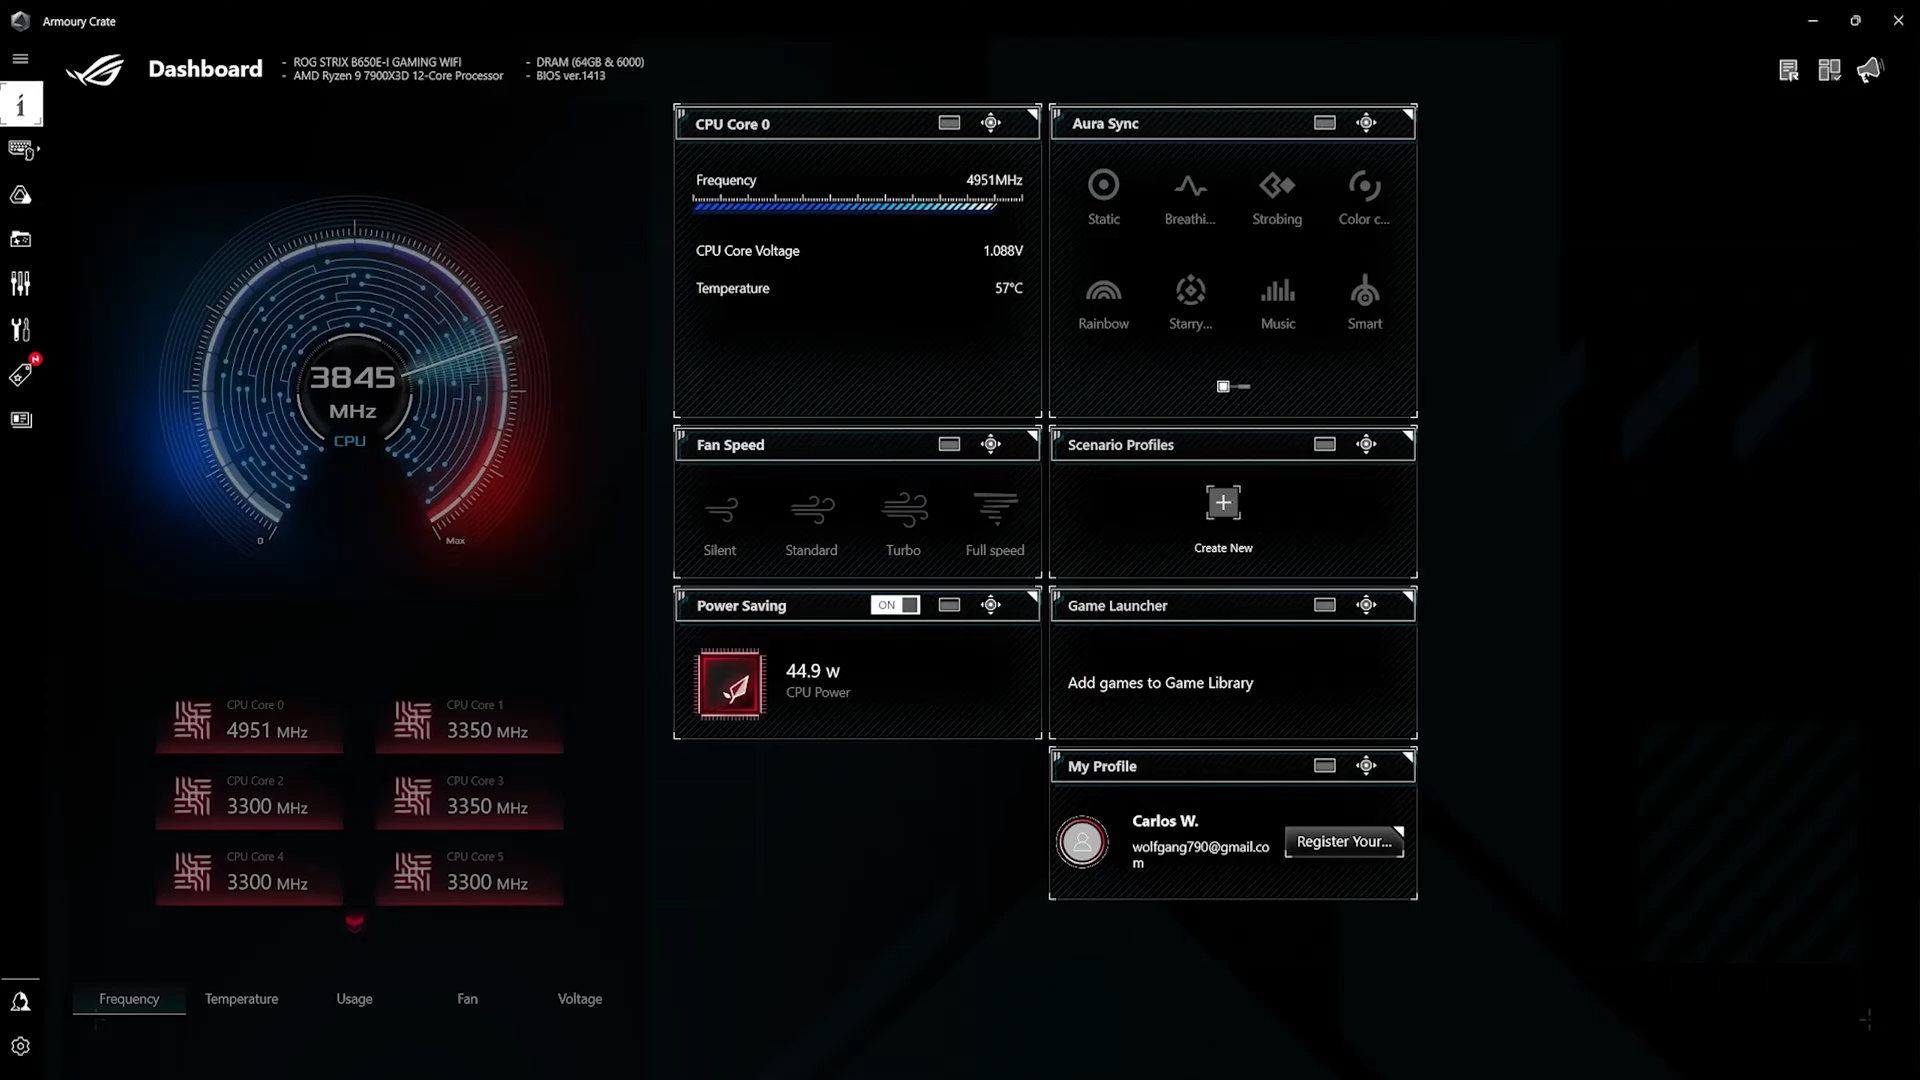 Armoury Crate
Dashboard
- ROG STRIX B650E-I GAMING WIFI
- AMD Ryzen 9 7900X3D 12-Core Processor
- DRAM (64GB & 6000)
- BIOS ver.1413
3845
MHz
CPU
0
Max
CPU Core 0
4951 MHz
CPU Core 1
3350 MHz
CPU Core 2
3300 MHz
CPU Core 3
3350 MHz
CPU Core 4
3300 MHz
CPU Core 5
3300 MHz
Frequency
Temperature
Usage
Fan
Voltage
CPU Core 0
Frequency 4951MHz
CPU Core Voltage 1.088V
Temperature 57°C
Aura Sync
Static
Breathi...
Strobing
Color c...
Rainbow
Starry...
Music
Smart
Fan Speed
Silent
Standard
Turbo
Full speed
Scenario Profiles
Create New
Power Saving
ON
44.9 W
CPU Power
Game Launcher
Add games to Game Library
My Profile
Carlos W.
wolfgang790@gmail.co
m
Register Your...
N